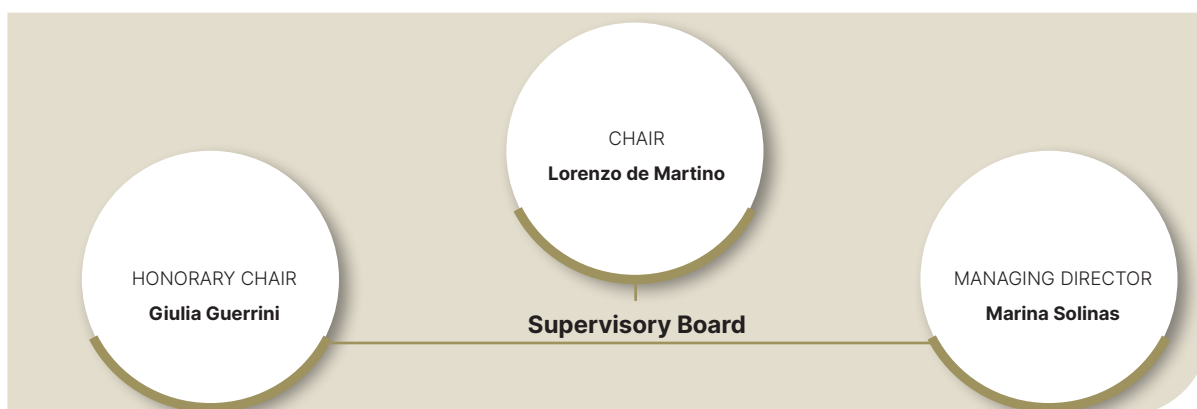 CHAIR
Lorenzo de Martino
HONORARY CHAIR
Giulia Guerrini
MANAGING DIRECTOR
Marina Solinas
Supervisory Board